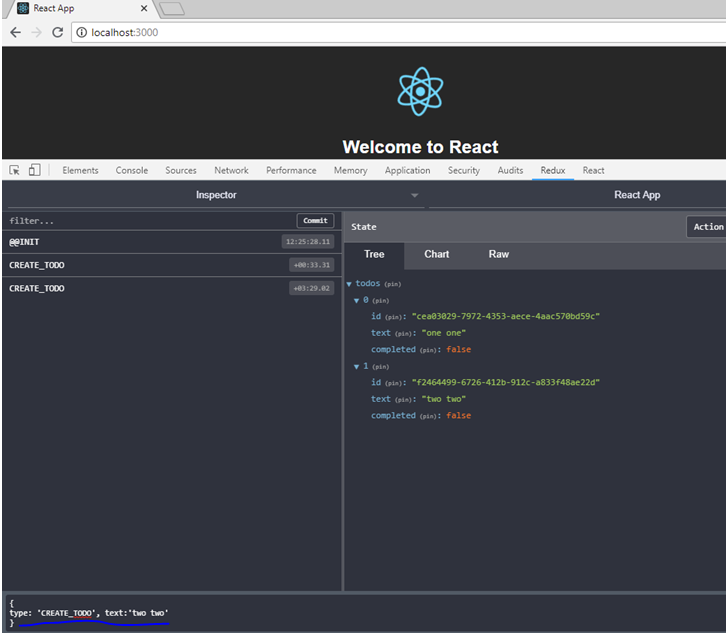 React App
localhost:3000
Welcome to React
Elements Console Sources Network Performance Memory Application Security Audits Redux React
Inspector React App
filter... Commit
@@INIT 12:25:28.11
CREATE_TODO +00:33.31
CREATE_TODO +03:29.02
State Action
Tree Chart Raw
todos (pin)
0 (pin)
id (pin): "cea03029-7972-4353-aece-4aac570bd59c"
text (pin): "one one"
completed (pin): false
1 (pin)
id (pin): "f2464499-6726-412b-912c-a833f48ae22d"
text (pin): "two two"
completed (pin): false
{
type: 'CREATE_TODO', text:'two two'
}